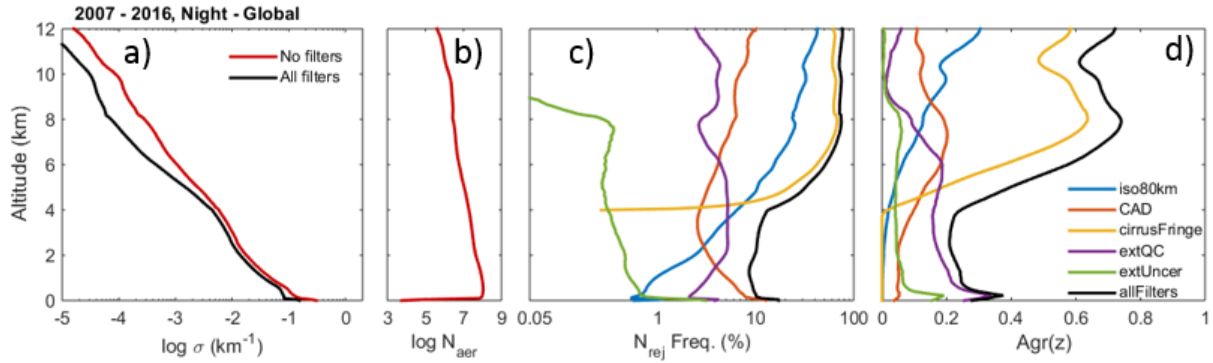 2007 - 2016, Night - Global
a)
No filters
All filters
b)
c)
d)
12
10
8
6
4
2
0
Altitude (km)
iso80km
CAD
cirrusFringe
extQC
extUncer
allFilters
-5 -4 -3 -2 -1 0
3 5 7 9
0.05 1 10 100
0 0.2 0.4 0.6 0.8 1
log σ (km⁻¹)
log Naer
Nrej Freq. (%)
Agr(z)